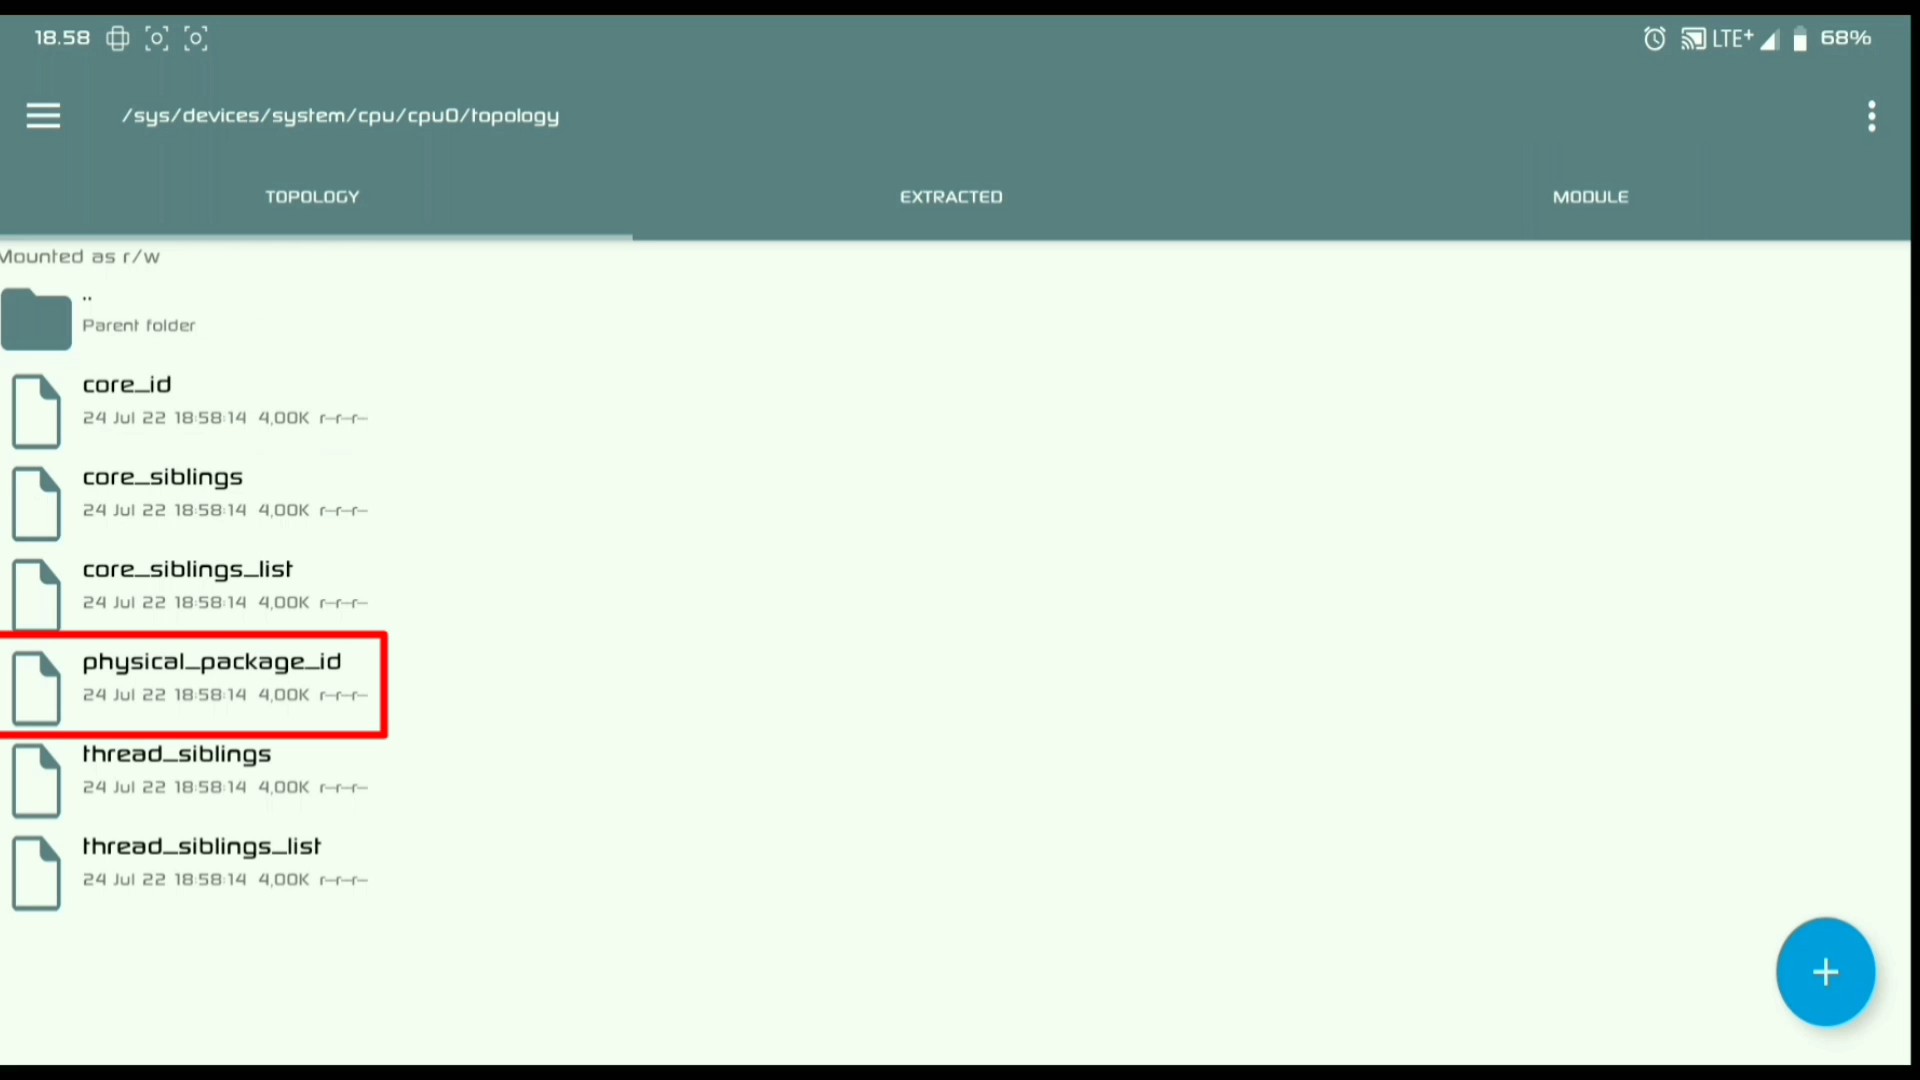 18.58 LTE+ 68%
/sys/devices/system/cpu/cpu0/topology
TOPOLOGY EXTRACTED MODULE
Mounted as r/w
..
Parent folder
core_id
24 Jul 22 18:58:14 4,00K r--r--r--
core_siblings
24 Jul 22 18:58:14 4,00K r--r--r--
core_siblings_list
24 Jul 22 18:58:14 4,00K r--r--r--
physical_package_id
24 Jul 22 18:58:14 4,00K r--r--r--
thread_siblings
24 Jul 22 18:58:14 4,00K r--r--r--
thread_siblings_list
24 Jul 22 18:58:14 4,00K r--r--r--